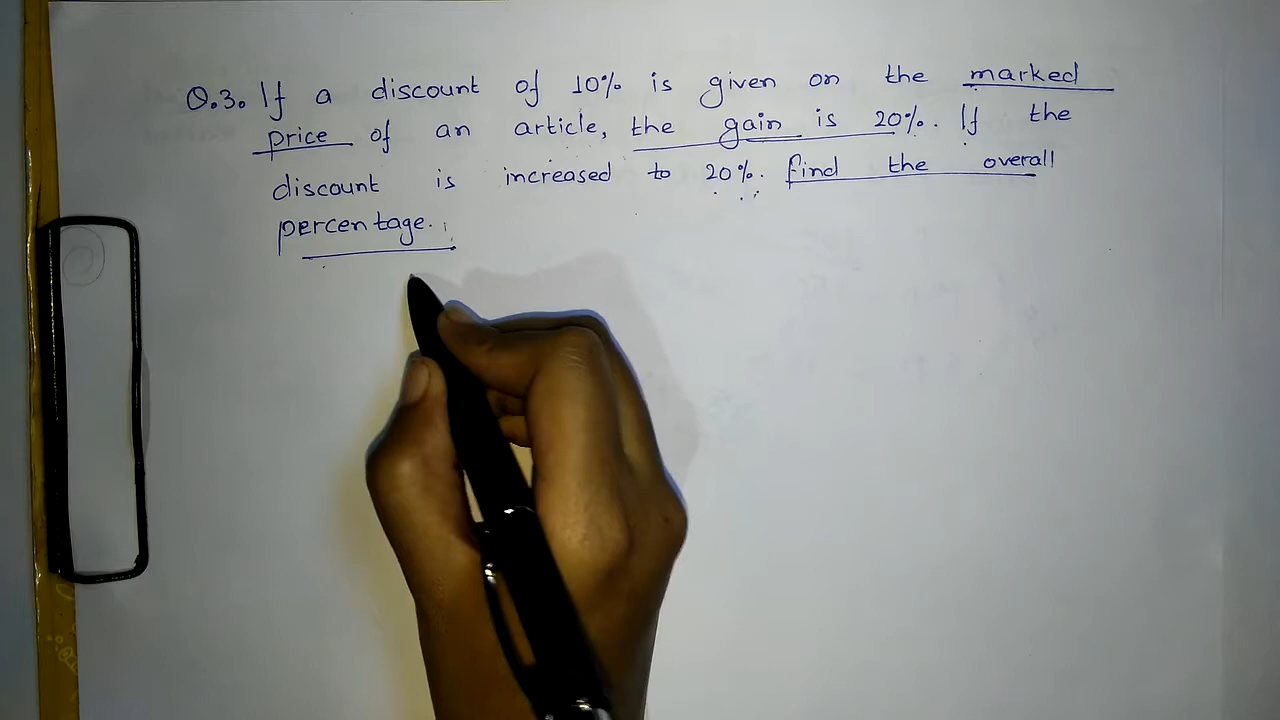 Q.3. If a discount of 10% is given on the marked
price of an article, the gain is 20%. If the
discount is increased to 20%. find the overall
percentage.